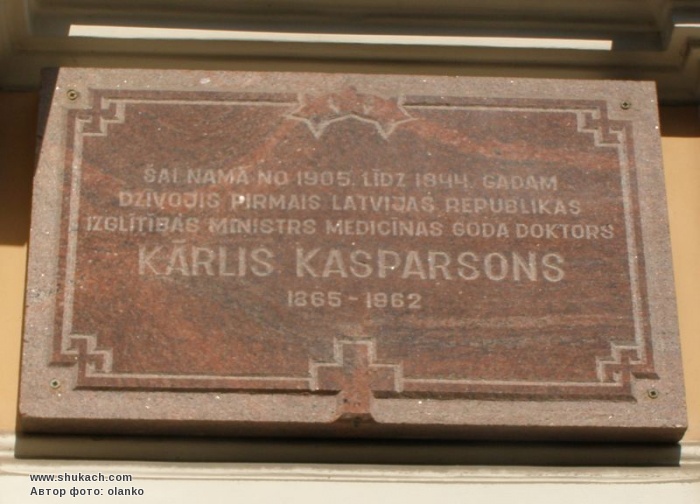 ŠAI NAMĀ NO 1905. LĪDZ 1944. GADAM
DZĪVOJIS PIRMAIS LATVIJAS REPUBLIKAS
IZGLĪTĪBAS MINISTRS MEDICĪNAS GODA DOKTORS
KĀRLIS KASPARSONS
1865-1962
www.shukach.com
Автор фото: olanko